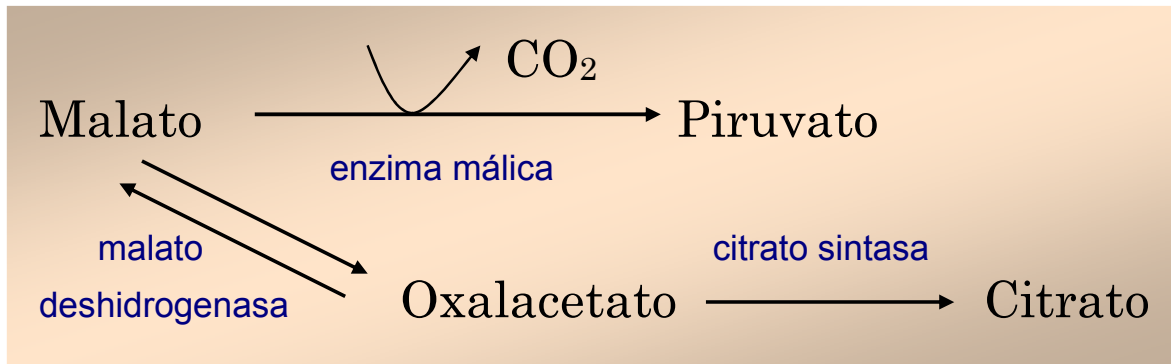 CO₂
Malato
Piruvato
enzima málica
malato
deshidrogenasa
citrato sintasa
Oxalacetato
Citrato